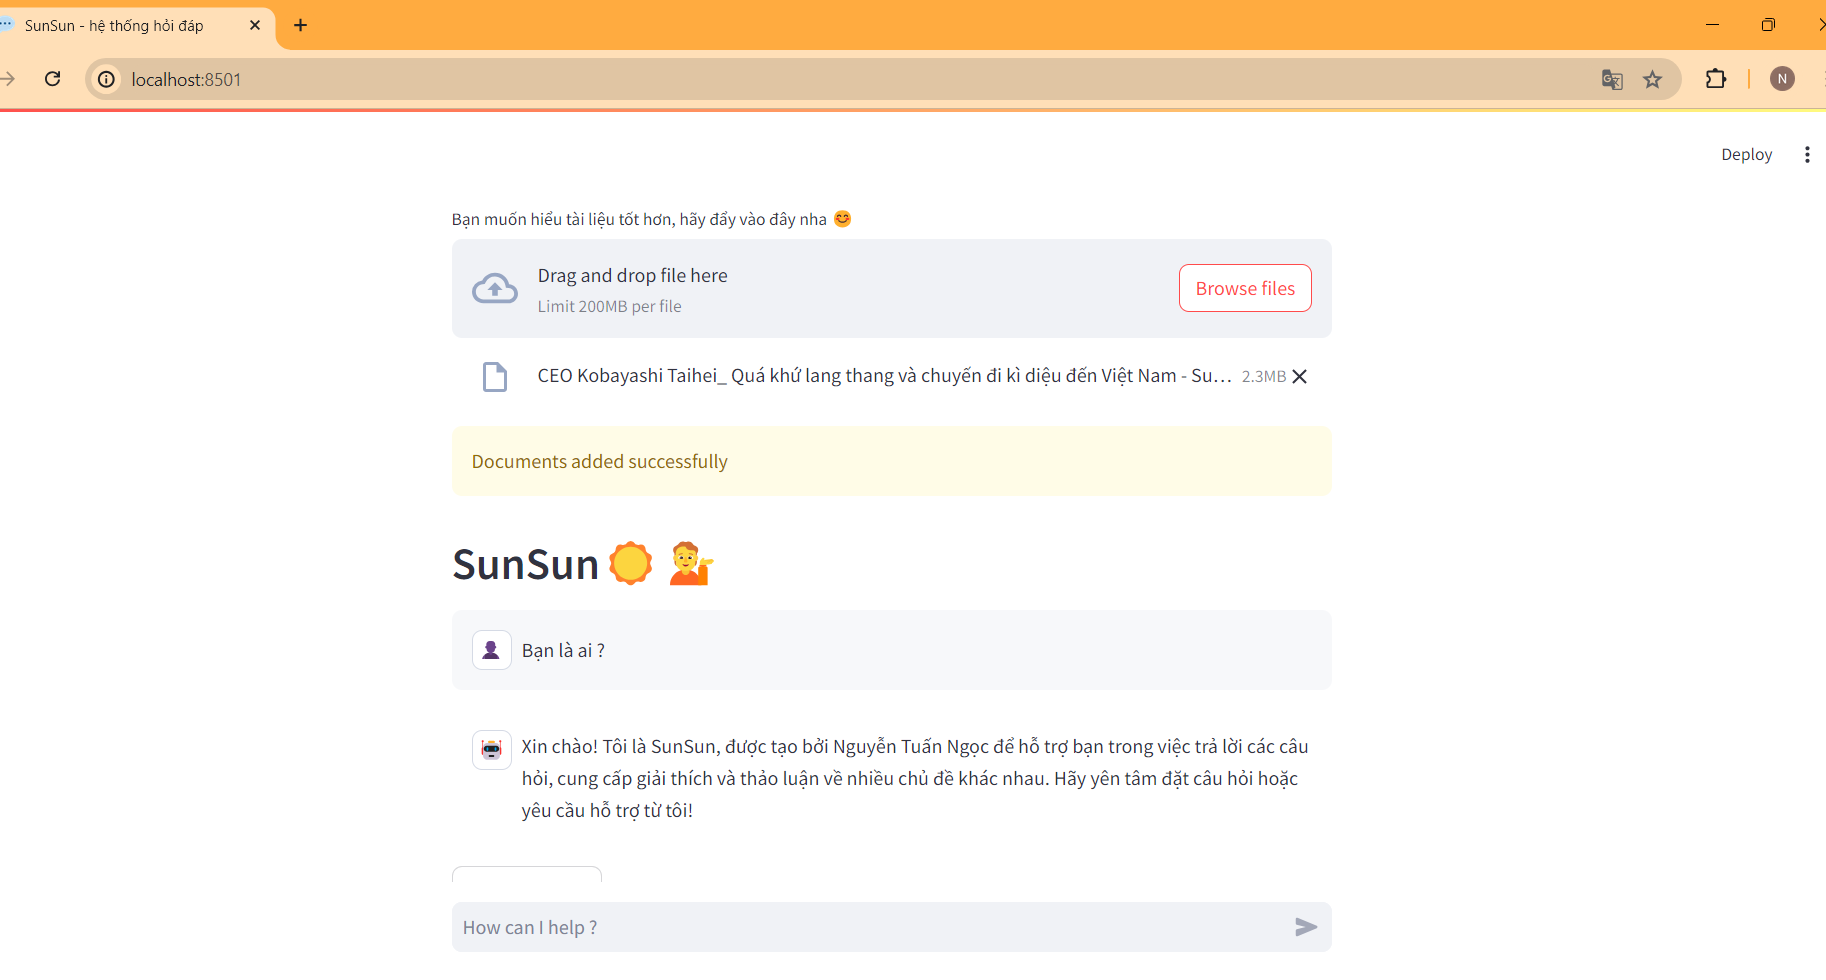 SunSun - hệ thống hỏi đáp
localhost:8501
N
Deploy
Bạn muốn hiểu tài liệu tốt hơn, hãy đẩy vào đây nha 😊
Drag and drop file here
Limit 200MB per file
Browse files
CEO Kobayashi Taihei_ Quá khứ lang thang và chuyến đi kì diệu đến Việt Nam - Su... 2.3MB
Documents added successfully
SunSun 🌞 💁
Bạn là ai ?
Xin chào! Tôi là SunSun, được tạo bởi Nguyễn Tuấn Ngọc để hỗ trợ bạn trong việc trả lời các câu
hỏi, cung cấp giải thích và thảo luận về nhiều chủ đề khác nhau. Hãy yên tâm đặt câu hỏi hoặc
yêu cầu hỗ trợ từ tôi!
How can I help ?